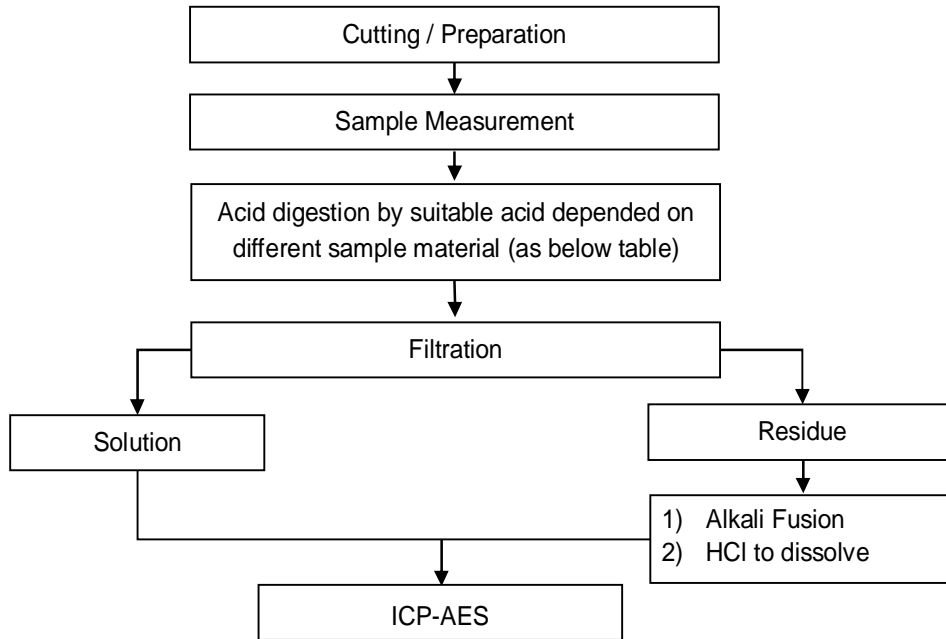 Cutting / Preparation
Sample Measurement
Acid digestion by suitable acid depended on
different sample material (as below table)
Filtration
Solution
Residue
1) Alkali Fusion
2) HCl to dissolve
ICP-AES